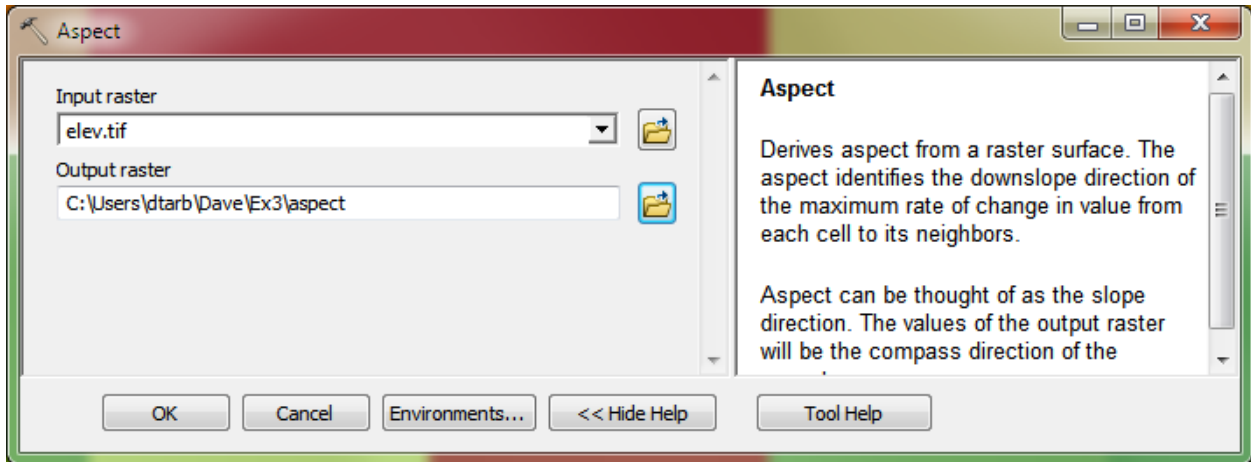 Aspect
Input raster
elev.tif
Output raster
C:\Users\dtarb\Dave\Ex3\aspect
Aspect
Derives aspect from a raster surface. The
aspect identifies the downslope direction of
the maximum rate of change in value from
each cell to its neighbors.
Aspect can be thought of as the slope
direction. The values of the output raster
will be the compass direction of the
OK
Cancel
Environments...
<< Hide Help
Tool Help